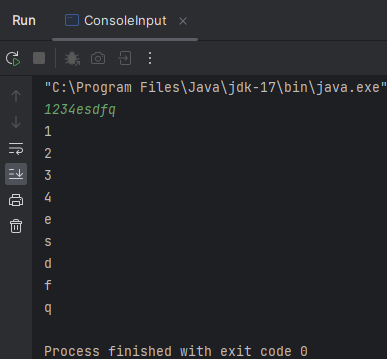 Run ConsoleInput
"C:\Program Files\Java\jdk-17\bin\java.exe"
1234esdfq
1
2
3
4
e
s
d
f
q
Process finished with exit code 0